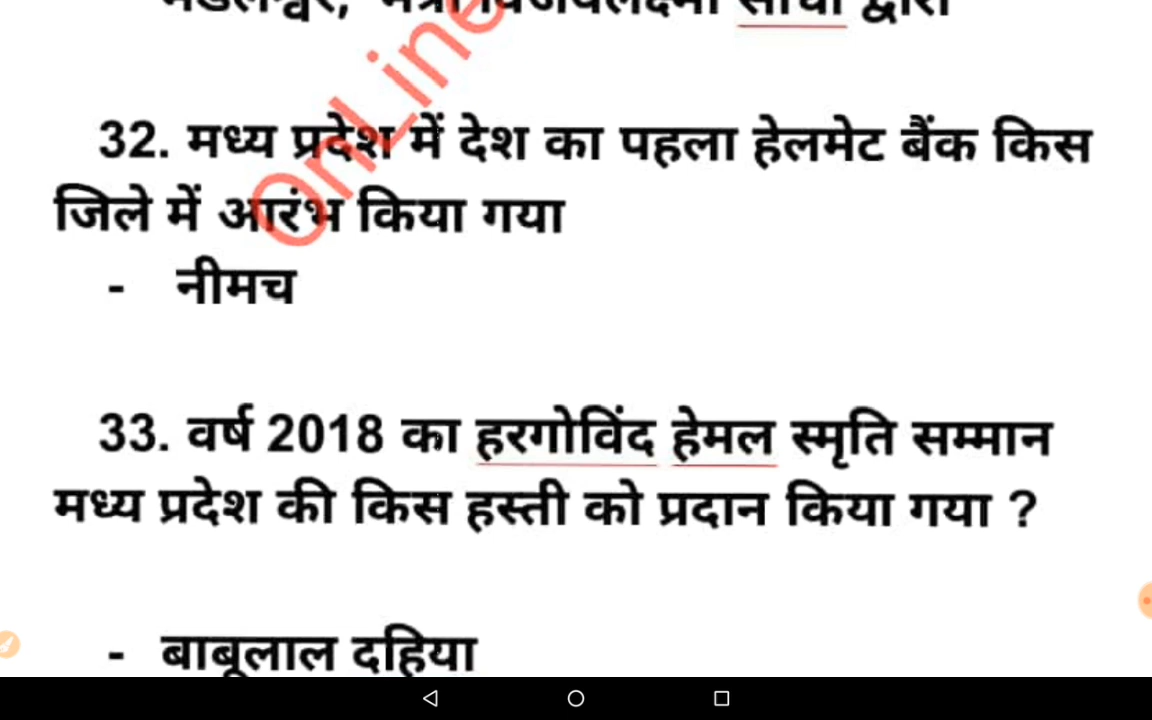 द्वारा
32. मध्य प्रदेश में देश का पहला हेलमेट बैंक किस
जिले में आरंभ किया गया
- नीमच
33. वर्ष 2018 का हरगोविंद हेमल स्मृति सम्मान
मध्य प्रदेश की किस हस्ती को प्रदान किया गया ?
- बाबूलाल दहिया
OnLine